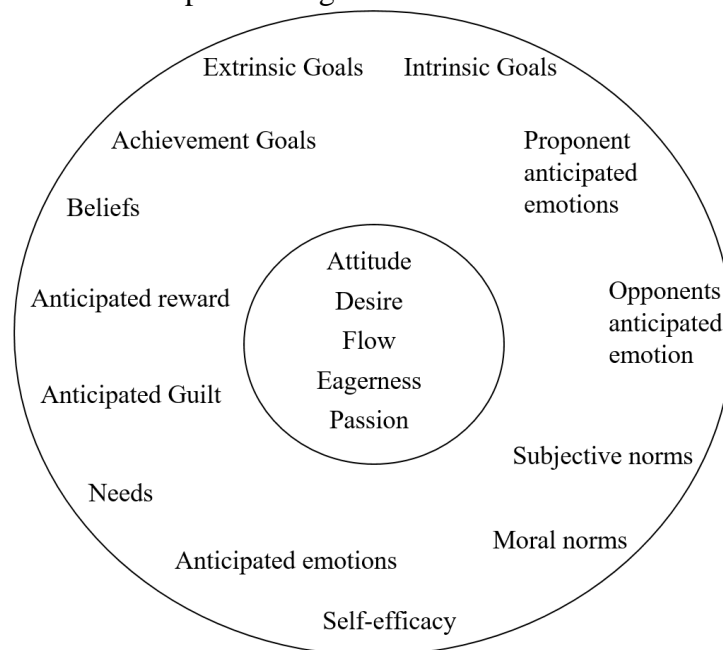 Extrinsic Goals
Intrinsic Goals
Achievement Goals
Proponent
anticipated
emotions
Beliefs
Attitude
Desire
Flow
Eagerness
Passion
Anticipated reward
Opponents
anticipated
emotion
Anticipated Guilt
Subjective norms
Needs
Moral norms
Anticipated emotions
Self-efficacy